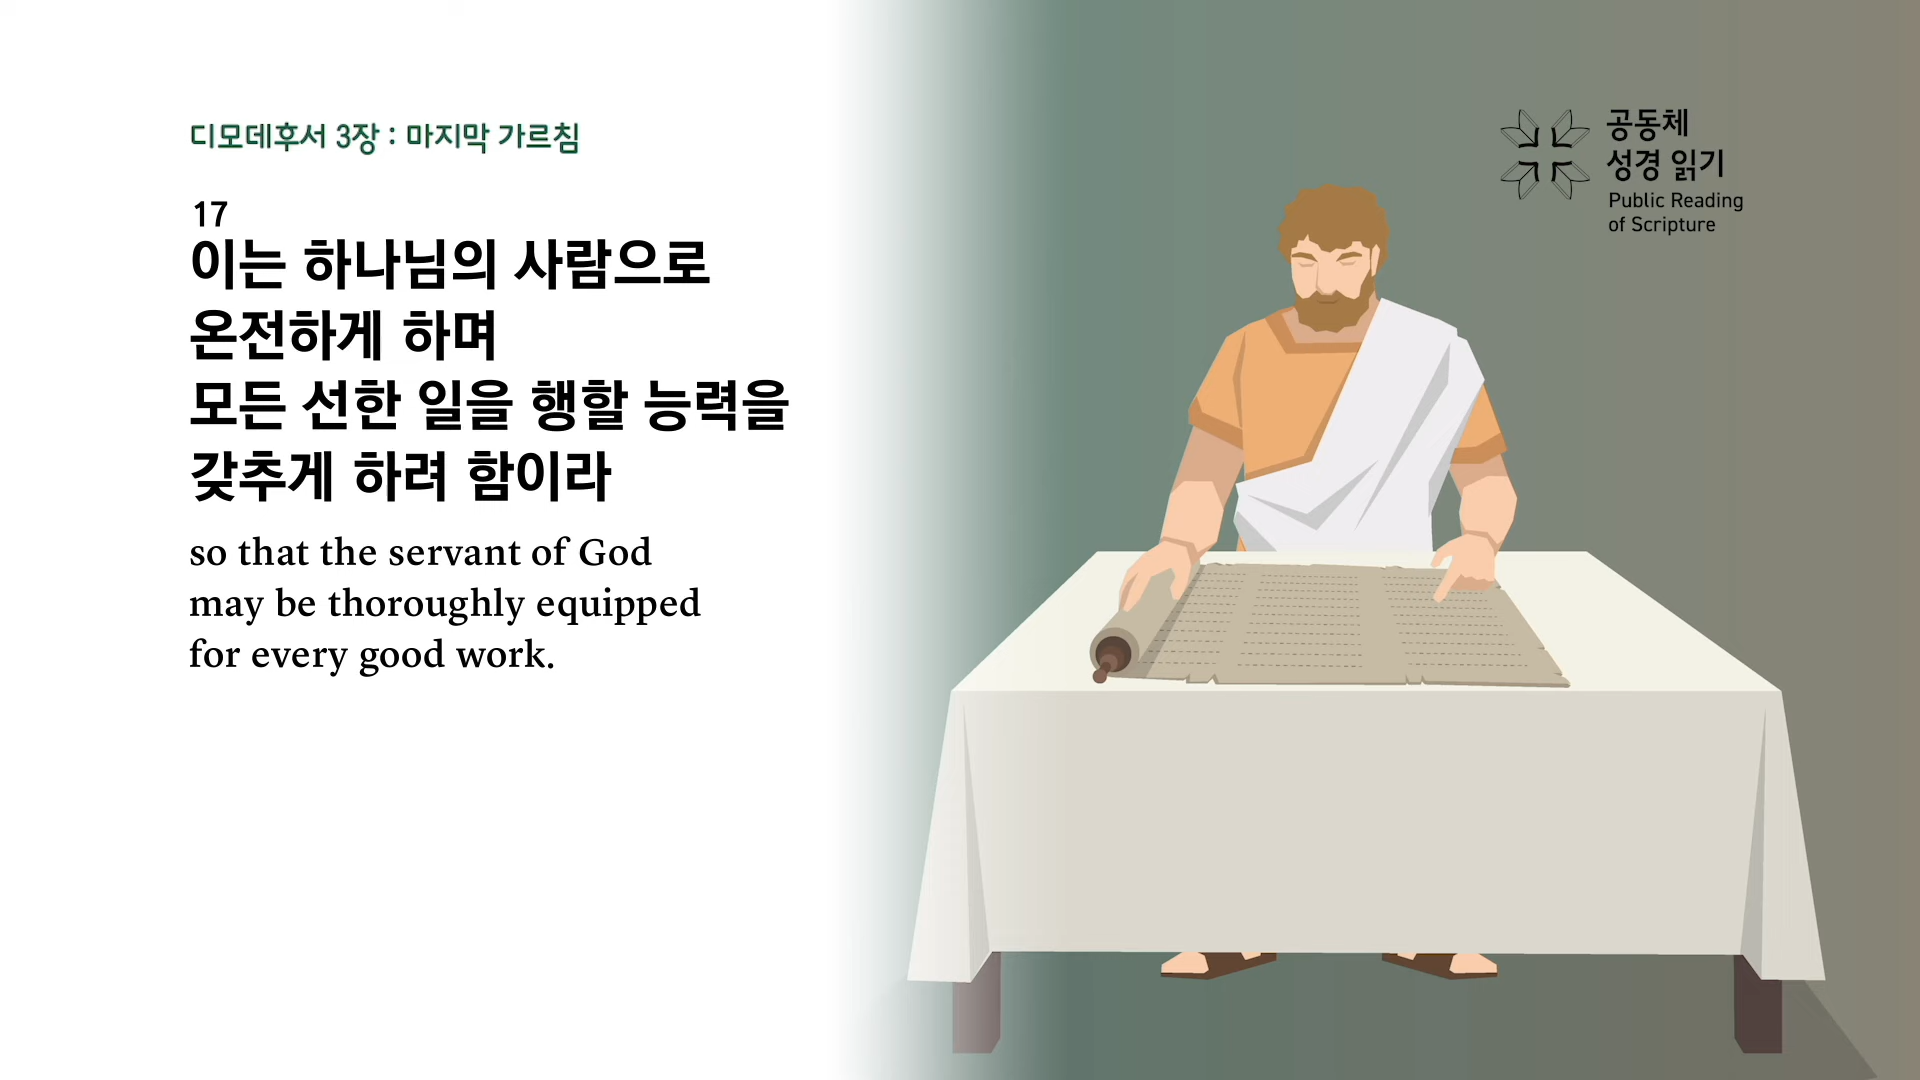 디모데후서 3장 : 마지막 가르침
17
이는 하나님의 사람으로
온전하게 하며
모든 선한 일을 행할 능력을
갖추게 하려 함이라
so that the servant of God
may be thoroughly equipped
for every good work.
공동체
성경 읽기
Public Reading
of Scripture